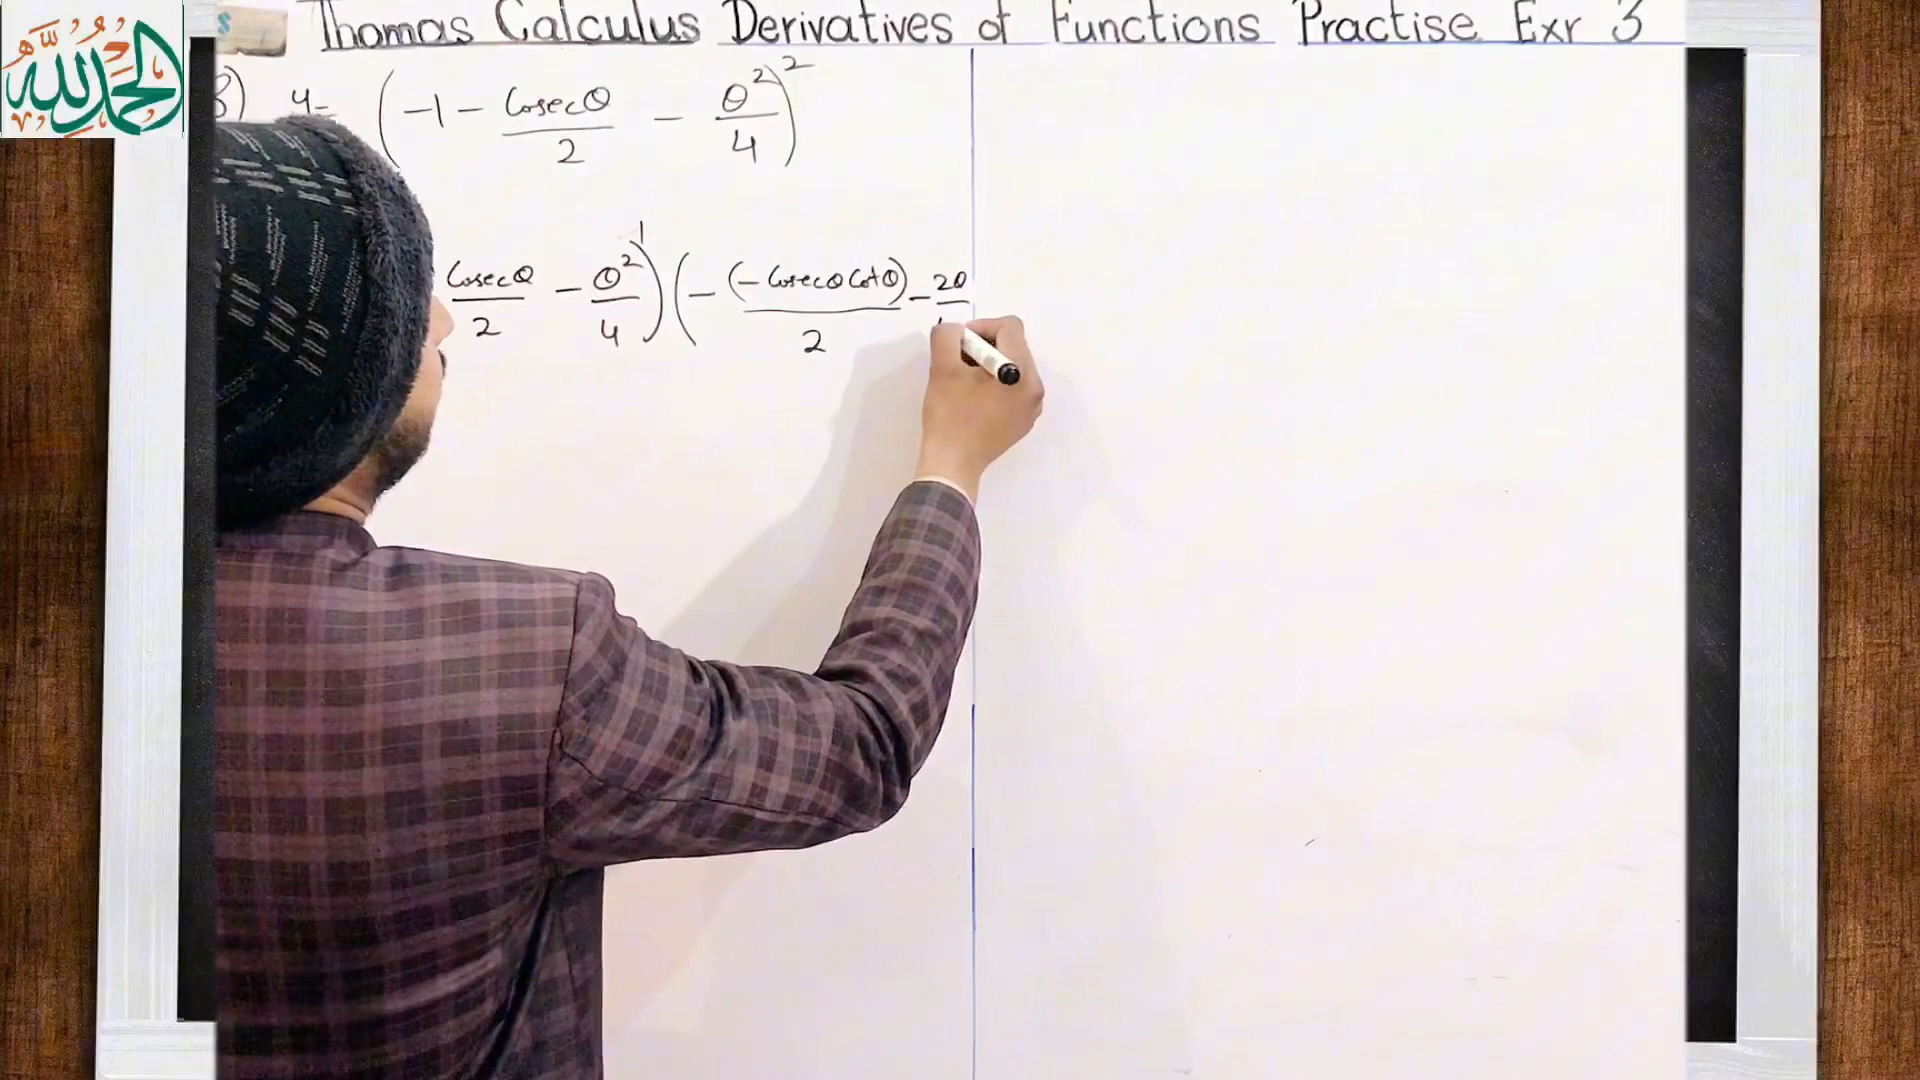 الحمد لله
Thomas Calculus Derivatives of Functions Practise Exr 3
8) y= (-1 - Cosecθ/2 - θ²/4)²
Cosecθ/2 - θ²/4)¹ (- (-Cosecθ Cotθ)/2 - 2θ/